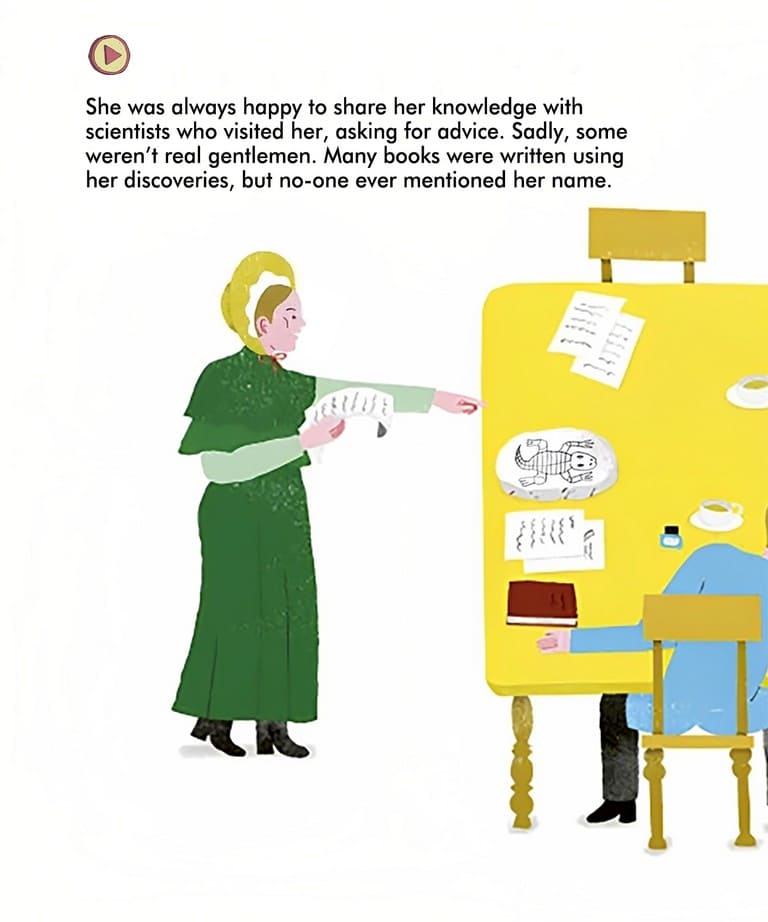 She was always happy to share her knowledge with
scientists who visited her, asking for advice. Sadly, some
weren't real gentlemen. Many books were written using
her discoveries, but no-one ever mentioned her name.